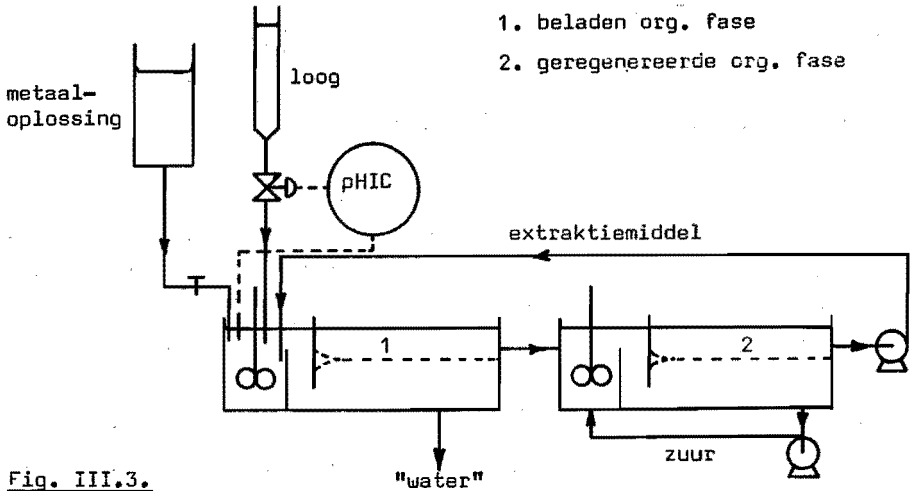 1. beladen org. fase
2. geregenereerde org. fase
metaal-
oplossing
loog
pHIC
extraktiemiddel
1
2
zuur
"water"
Fig. III.3.